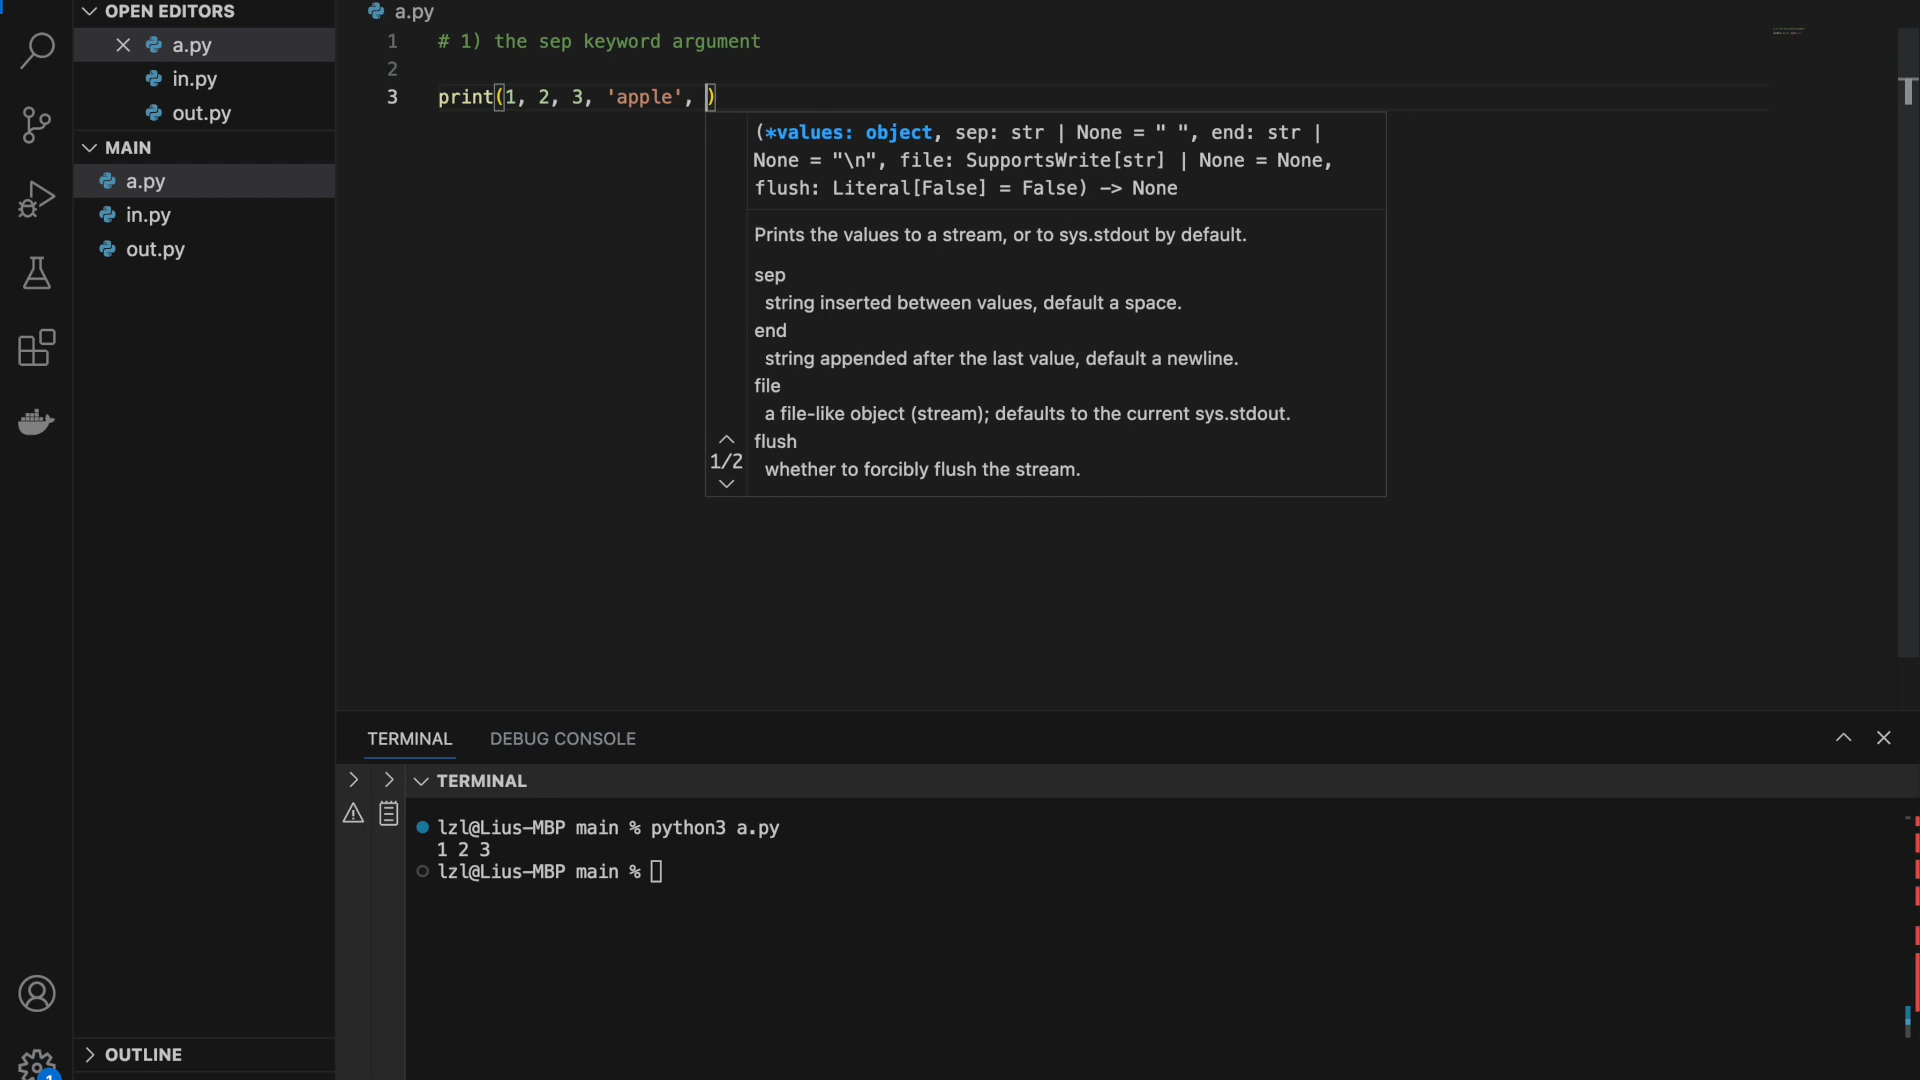 OPEN EDITORS
a.py
in.py
out.py
MAIN
a.py
in.py
out.py
OUTLINE
1
a.py
1 # 1) the sep keyword argument
2
3 print(1, 2, 3, 'apple', )
(*values: object, sep: str | None = " ", end: str |
None = "\n", file: SupportsWrite[str] | None = None,
flush: Literal[False] = False) -> None
Prints the values to a stream, or to sys.stdout by default.
sep
string inserted between values, default a space.
end
string appended after the last value, default a newline.
file
a file-like object (stream); defaults to the current sys.stdout.
flush
1/2
whether to forcibly flush the stream.
TERMINAL DEBUG CONSOLE
TERMINAL
lzl@Lius-MBP main % python3 a.py
1 2 3
lzl@Lius-MBP main %